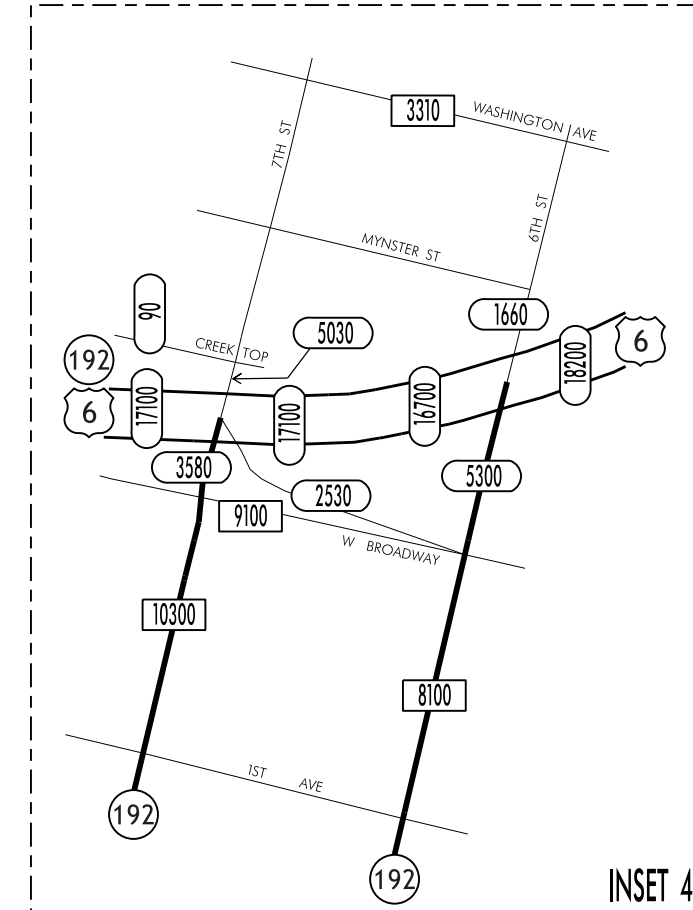 3310
WASHINGTON AVE
7TH ST
6TH ST
MYNSTER ST
90
1660
5030
CREEK TOP
192
6
17100
17100
16700
18200
6
3580
2530
5300
9100
W BROADWAY
10300
8100
1ST AVE
192
192
INSET 4